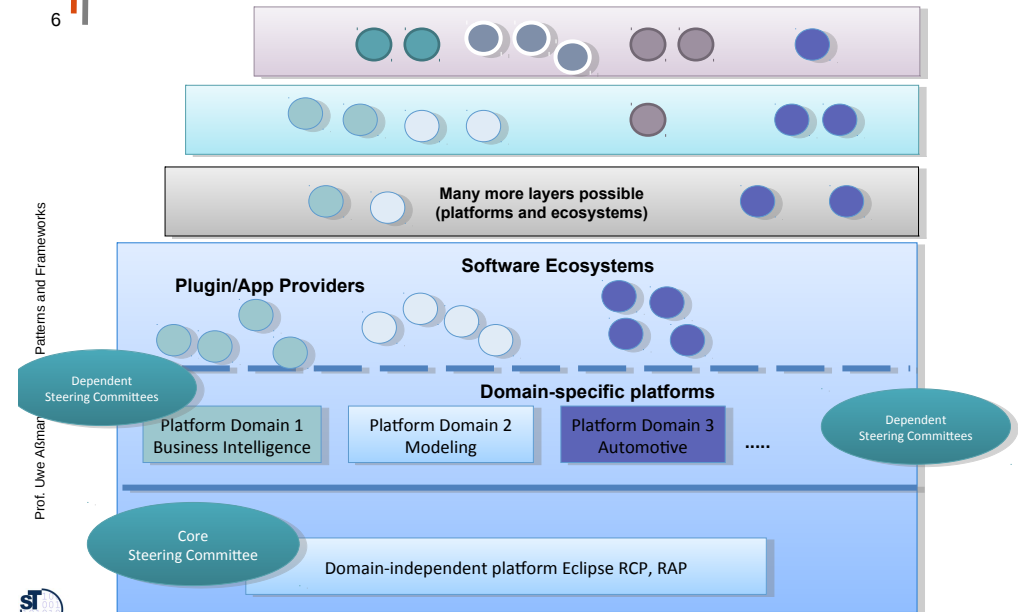 6
Many more layers possible
(platforms and ecosystems)
Software Ecosystems
Plugin/App Providers
Dependent
Steering Committees
Domain-specific platforms
Platform Domain 1
Business Intelligence
Platform Domain 2
Modeling
Platform Domain 3
Automotive
.....
Dependent
Steering Committees
Core
Steering Committee
Domain-independent platform Eclipse RCP, RAP
Prof. Uwe Aßman
Patterns and Frameworks
ST